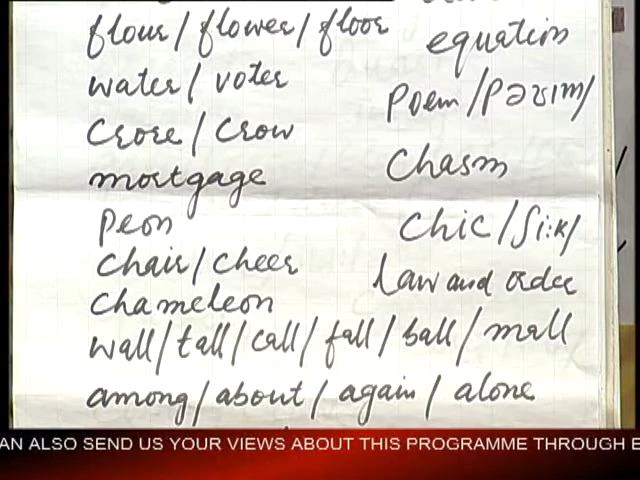 flour / flower / floor
equation
water / voter
poem /pəʊɪm/
crore / crow
chasm
mortgage
peon
chic /ʃi:k/
chair / cheer
law and order
chameleon
wall / tall / call / fall / ball / mall
among / about / again / alone
AN ALSO SEND US YOUR VIEWS ABOUT THIS PROGRAMME THROUGH E